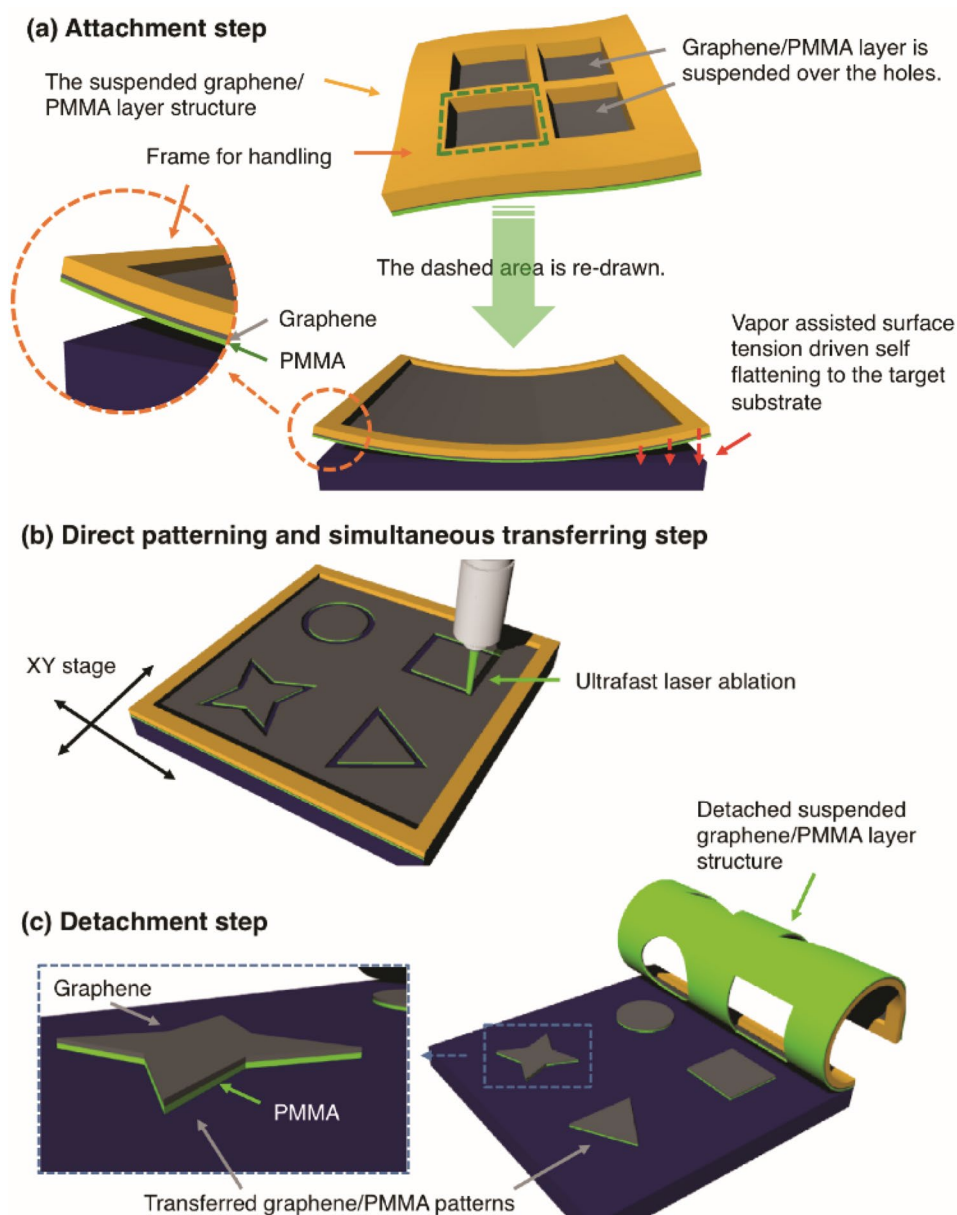 (a) Attachment step
The suspended graphene/
PMMA layer structure
Graphene/PMMA layer is
suspended over the holes.
Frame for handling
The dashed area is re-drawn.
Graphene
PMMA
Vapor assisted surface
tension driven self
flattening to the target
substrate
(b) Direct patterning and simultaneous transferring step
XY stage
Ultrafast laser ablation
Detached suspended
graphene/PMMA layer
structure
(c) Detachment step
Graphene
PMMA
Transferred graphene/PMMA patterns